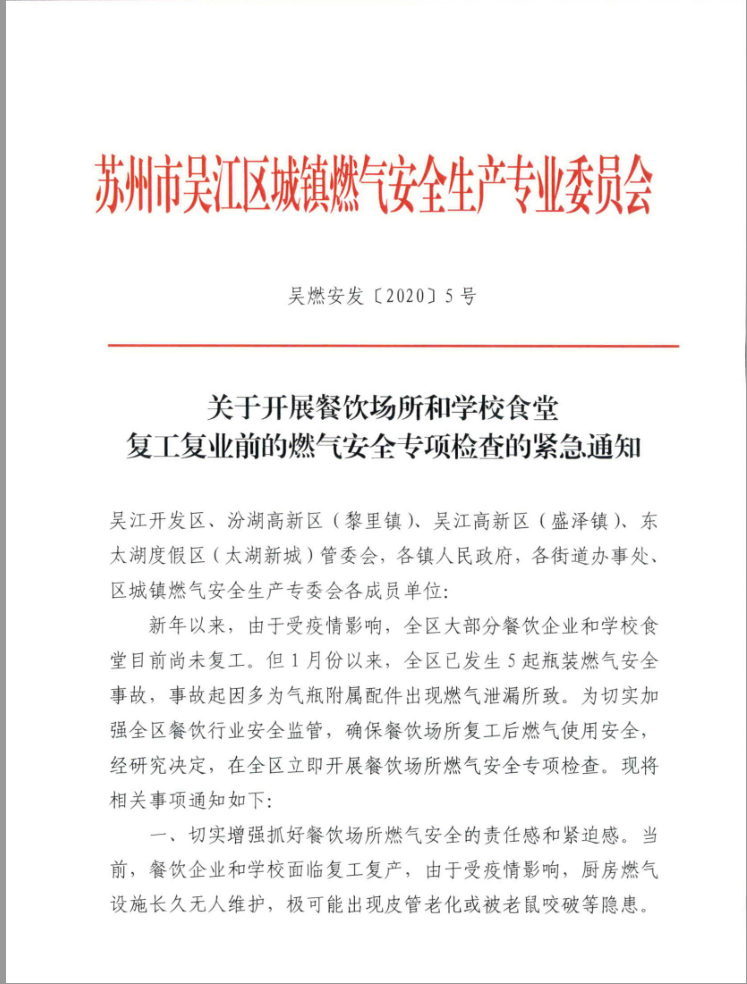 苏州市吴江区城镇燃气安全生产专业委员会
吴燃安发〔2020〕5号
关于开展餐饮场所和学校食堂
复工复业前的燃气安全专项检查的紧急通知
吴江开发区、汾湖高新区（黎里镇）、吴江高新区（盛泽镇）、东
太湖度假区（太湖新城）管委会，各镇人民政府，各街道办事处、
区城镇燃气安全生产专委会各成员单位：
新年以来，由于受疫情影响，全区大部分餐饮企业和学校食
堂目前尚未复工。但1月份以来，全区已发生5起瓶装燃气安全
事故，事故起因多为气瓶附属配件出现燃气泄漏所致。为切实加
强全区餐饮行业安全监管，确保餐饮场所复工后燃气使用安全，
经研究决定，在全区立即开展餐饮场所燃气安全专项检查。现将
相关事项通知如下：
一、切实增强抓好餐饮场所燃气安全的责任感和紧迫感。当
前，餐饮企业和学校面临复工复产，由于受疫情影响，厨房燃气
设施长久无人维护，极可能出现皮管老化或被老鼠咬破等隐患。